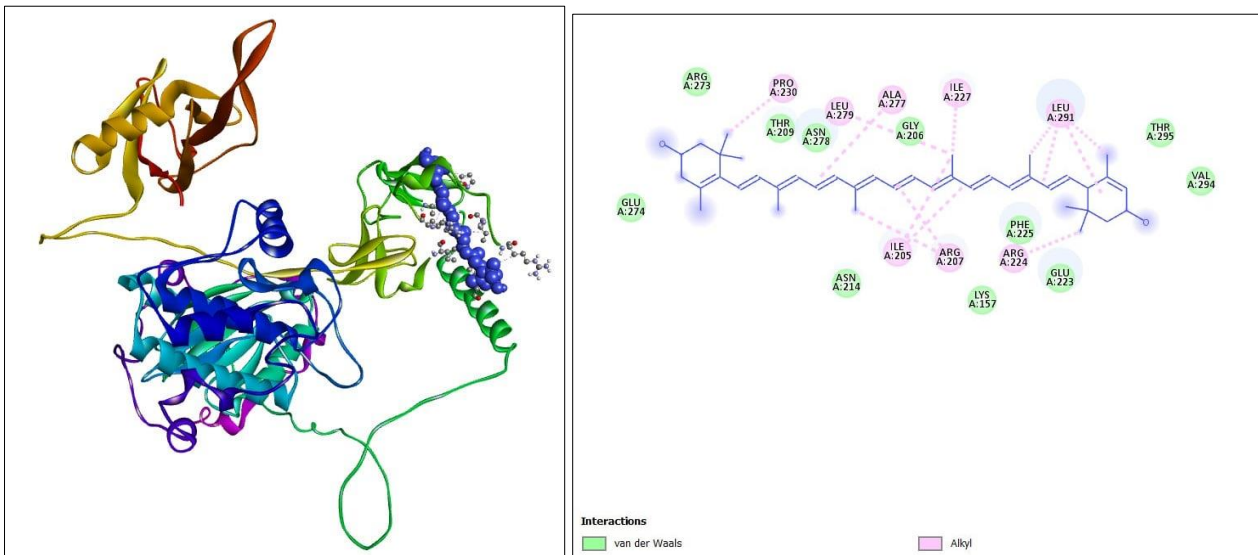 ARG
A:273
PRO
A:230
LEU
A:279
ALA
A:277
ILE
A:227
LEU
A:291
THR
A:209
ASN
A:278
GLY
A:206
THR
A:295
VAL
A:294
GLU
A:274
PHE
A:225
ILE
A:205
ARG
A:207
ARG
A:224
GLU
A:223
ASN
A:214
LYS
A:157
O
O
Interactions
van der Waals
Alkyl